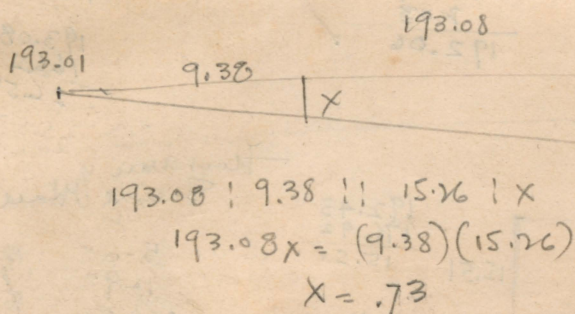 193.08
193.01
9.38
X
193.08 : 9.38 :: 15.26 : X
193.08X = (9.38)(15.26)
X = .73